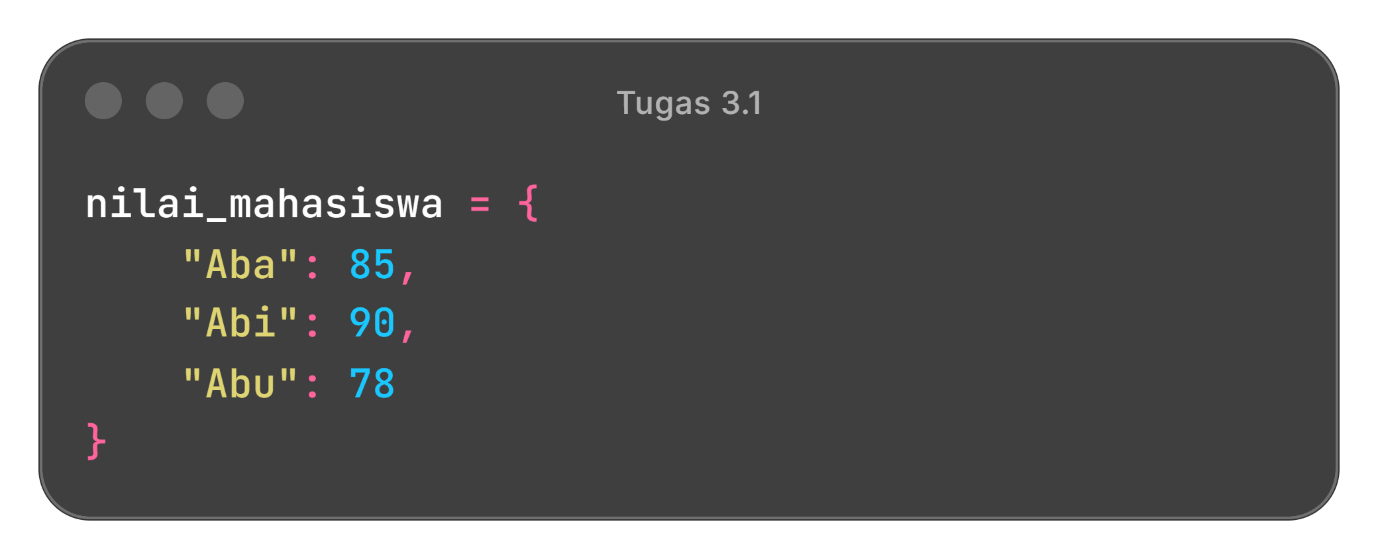 Tugas 3.1
nilai_mahasiswa = {
    "Aba": 85,
    "Abi": 90,
    "Abu": 78
}